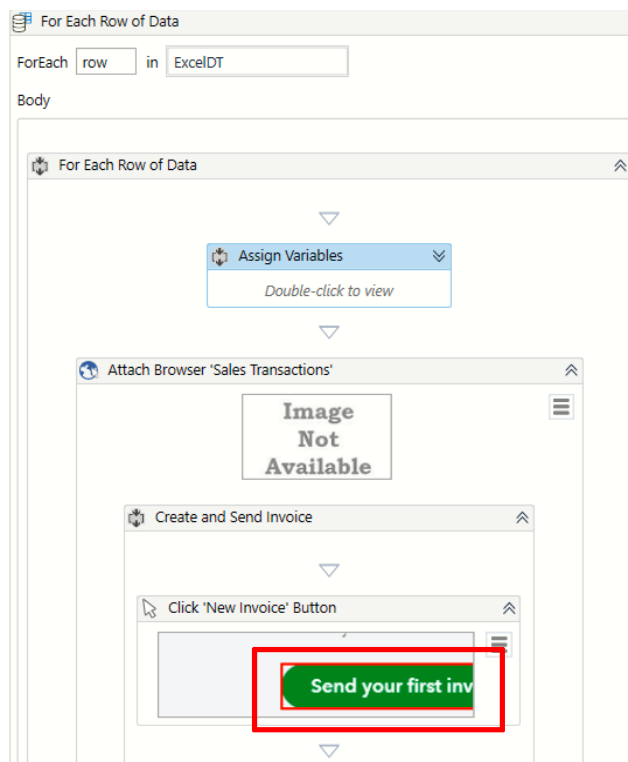 For Each Row of Data
ForEach row in ExcelDT
Body
For Each Row of Data
Assign Variables
Double-click to view
Attach Browser 'Sales Transactions'
Image
Not
Available
Create and Send Invoice
Click 'New Invoice' Button
Send your first inv